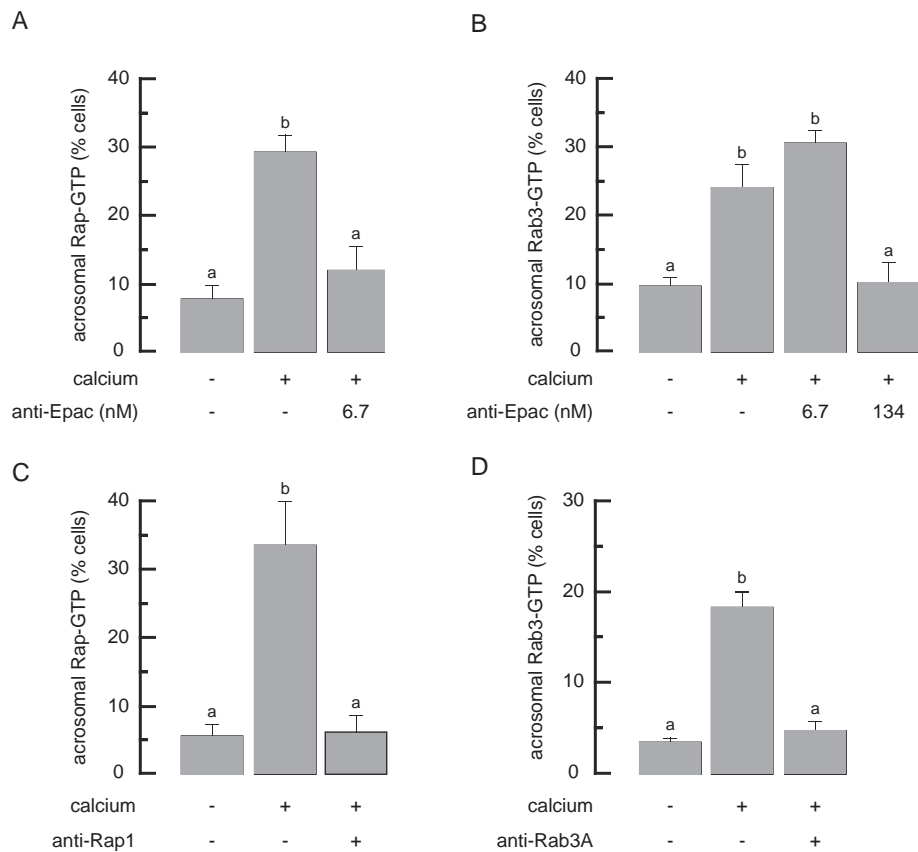 A
acrosomal Rap-GTP (% cells)
40
30
20
10
0
a
b
a
calcium - + +
anti-Epac (nM) - - 6.7
B
acrosomal Rab3-GTP (% cells)
40
30
20
10
0
a
b
b
a
calcium - + + +
anti-Epac (nM) - - 6.7 134
C
acrosomal Rap-GTP (% cells)
40
30
20
10
0
a
b
a
calcium - + +
anti-Rap1 - - +
D
acrosomal Rab3-GTP (% cells)
30
20
10
0
a
b
a
calcium - + +
anti-Rab3A - - +